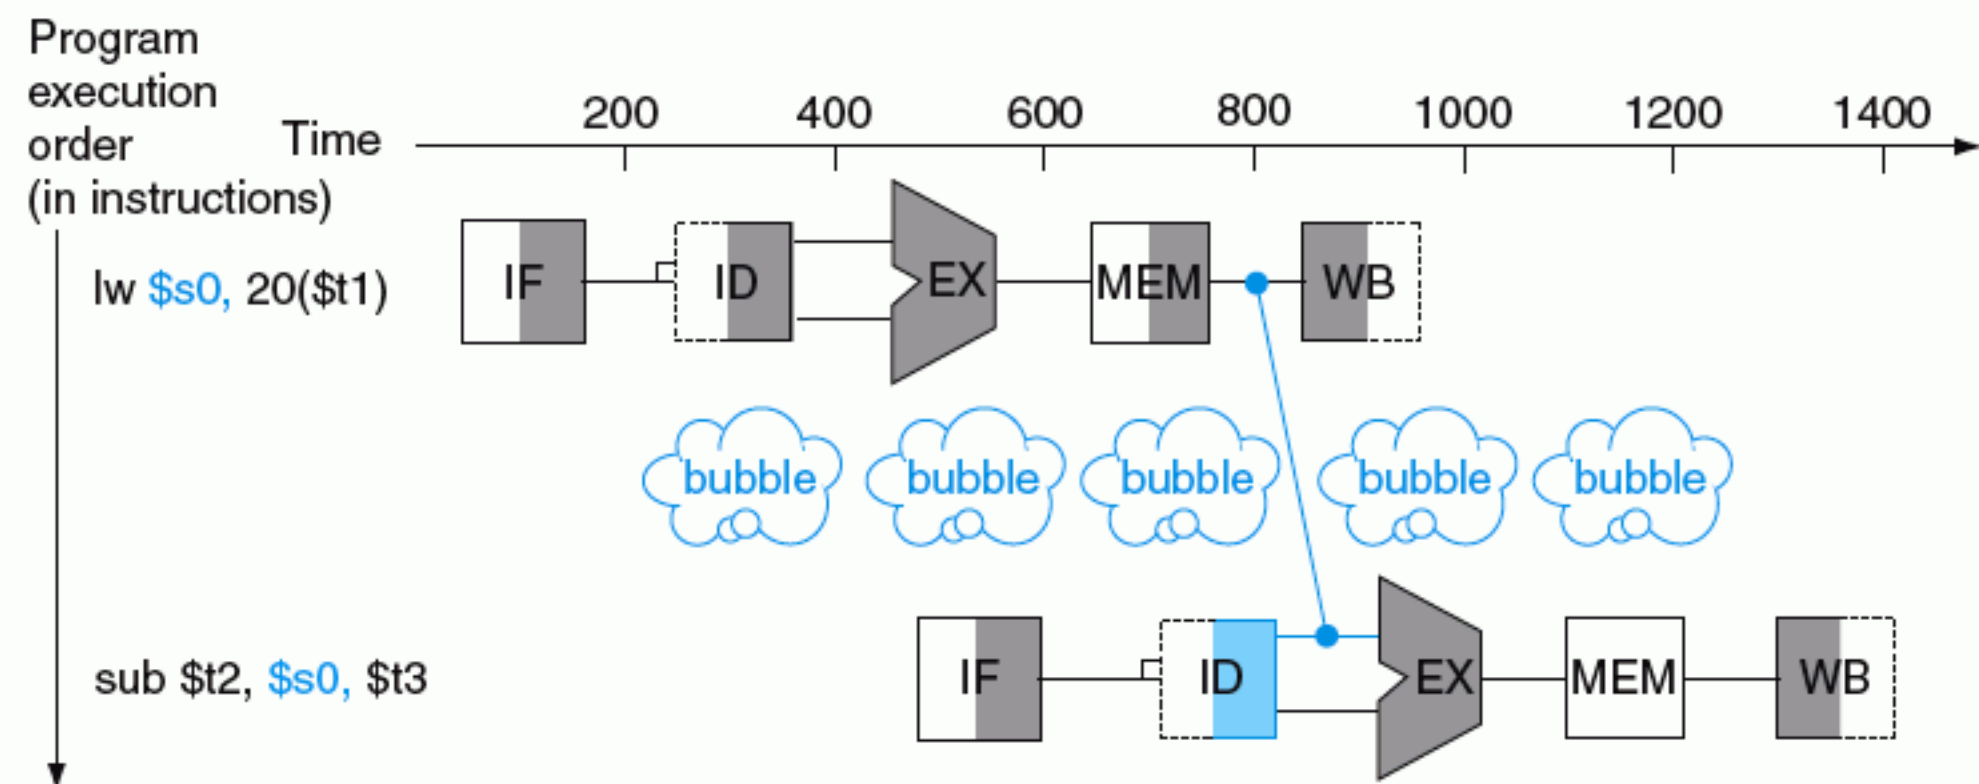 Program
execution
order
(in instructions)
Time
200 400 600 800 1000 1200 1400
lw $s0, 20($t1)
IF ID EX MEM WB
bubble bubble bubble bubble bubble
sub $t2, $s0, $t3
IF ID EX MEM WB